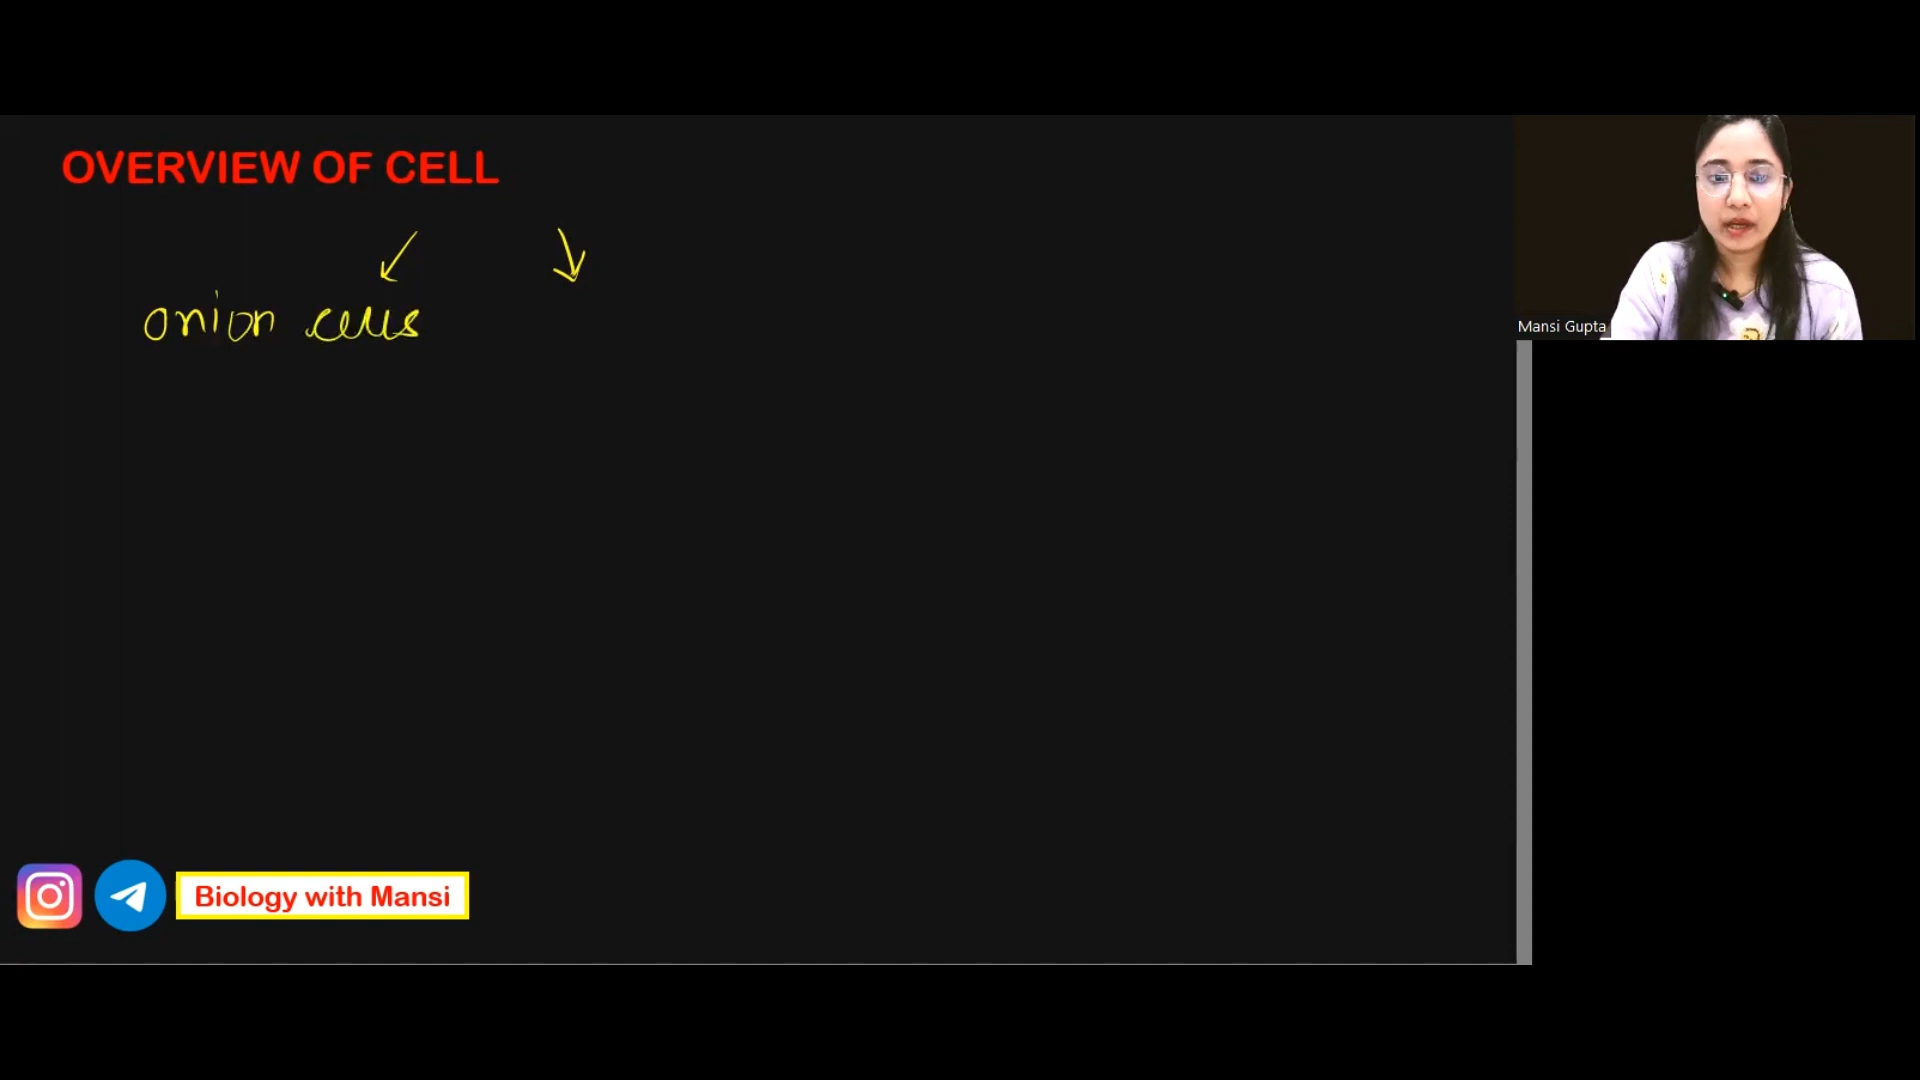 OVERVIEW OF CELL
onion cells
Mansi Gupta
Biology with Mansi